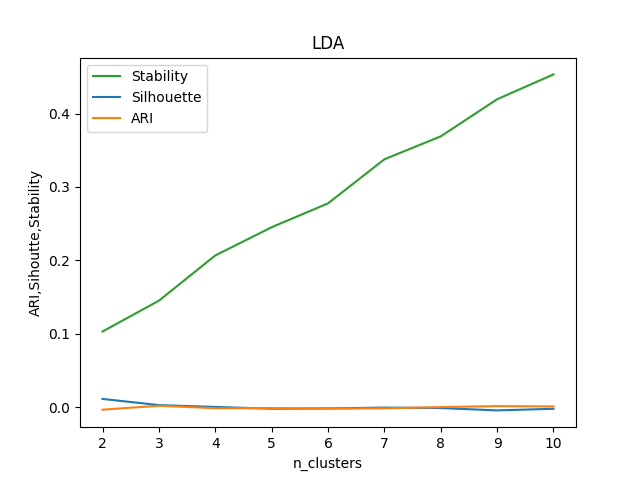 LDA
Stability
Silhouette
ARI
ARI,Sihoutte,Stability
0.4
0.3
0.2
0.1
0.0
2 3 4 5 6 7 8 9 10
n_clusters